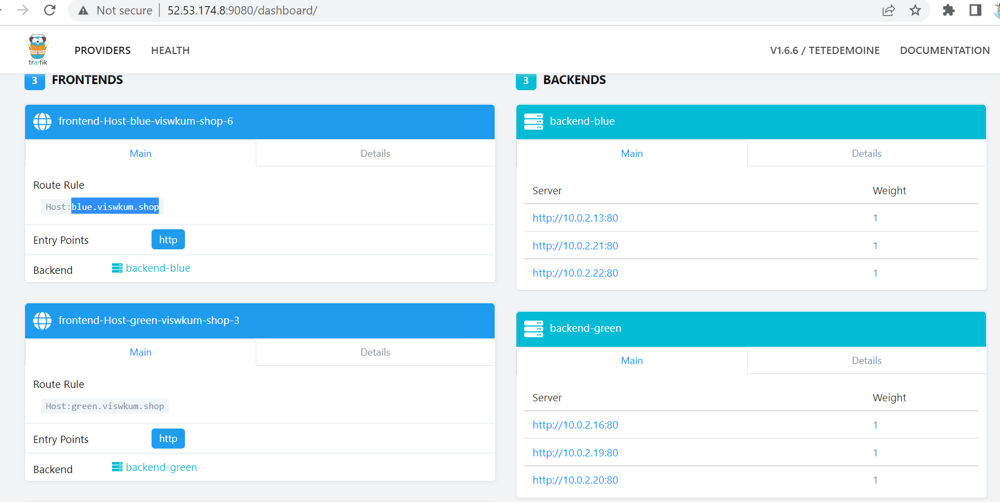 Not secure | 52.53.174.8:9080/dashboard/
træfik
PROVIDERS HEALTH
V1.6.6 / TETEDEMOINE DOCUMENTATION
3 FRONTENDS
frontend-Host-blue-viswkum-shop-6
Main Details
Route Rule
Host:blue.viswkum.shop
Entry Points http
Backend backend-blue
frontend-Host-green-viswkum-shop-3
Main Details
Route Rule
Host:green.viswkum.shop
Entry Points http
Backend backend-green
3 BACKENDS
backend-blue
Main Details
Server Weight
http://10.0.2.13:80 1
http://10.0.2.21:80 1
http://10.0.2.22:80 1
backend-green
Main Details
Server Weight
http://10.0.2.16:80 1
http://10.0.2.19:80 1
http://10.0.2.20:80 1